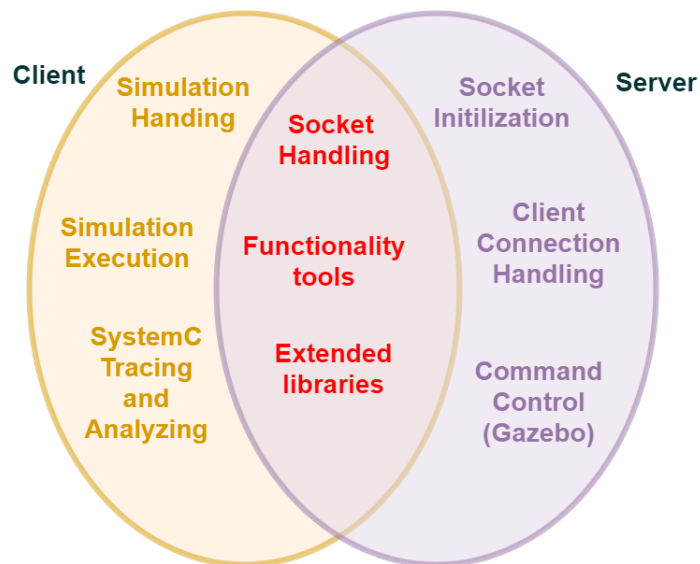 Client
Simulation
Handing
Simulation
Execution
SystemC
Tracing
and
Analyzing
Socket
Handling
Functionality
tools
Extended
libraries
Server
Socket
Initilization
Client
Connection
Handling
Command
Control
(Gazebo)